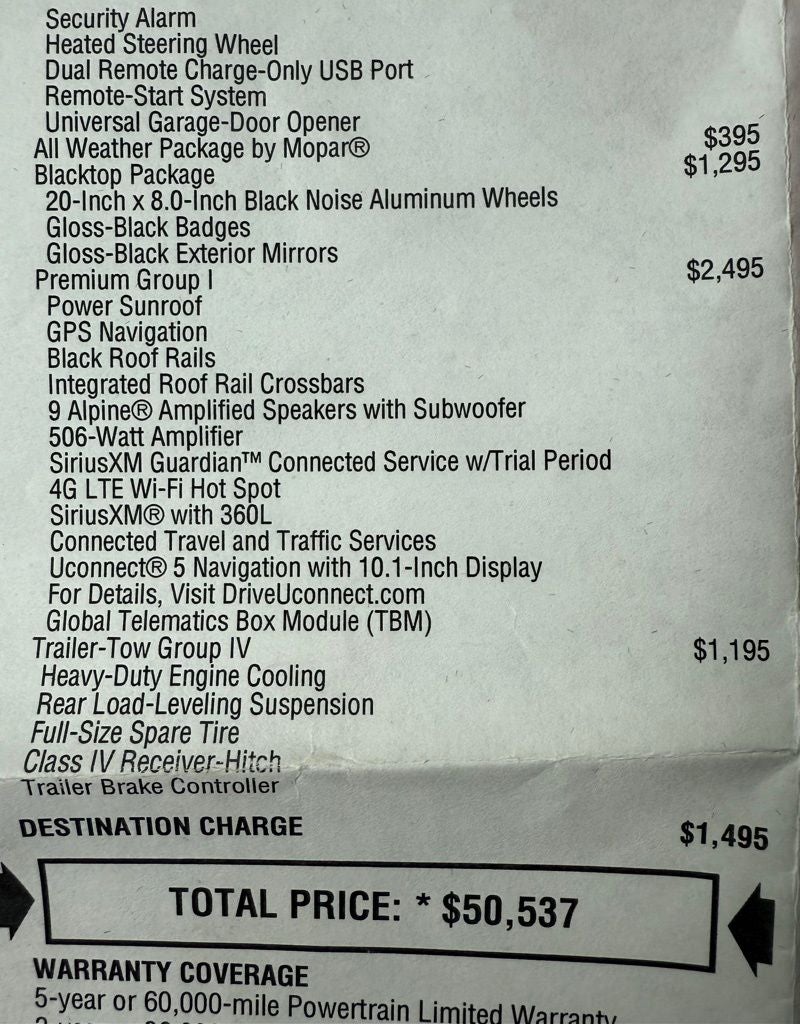 Security Alarm
Heated Steering Wheel
Dual Remote Charge-Only USB Port
Remote-Start System
Universal Garage-Door Opener
All Weather Package by Mopar® $395
Blacktop Package $1,295
20-Inch x 8.0-Inch Black Noise Aluminum Wheels
Gloss-Black Badges
Gloss-Black Exterior Mirrors
Premium Group I $2,495
Power Sunroof
GPS Navigation
Black Roof Rails
Integrated Roof Rail Crossbars
9 Alpine® Amplified Speakers with Subwoofer
506-Watt Amplifier
SiriusXM Guardian™ Connected Service w/Trial Period
4G LTE Wi-Fi Hot Spot
SiriusXM® with 360L
Connected Travel and Traffic Services
Uconnect® 5 Navigation with 10.1-Inch Display
For Details, Visit DriveUconnect.com
Global Telematics Box Module (TBM)
Trailer-Tow Group IV $1,195
Heavy-Duty Engine Cooling
Rear Load-Leveling Suspension
Full-Size Spare Tire
Class IV Receiver-Hitch
Trailer Brake Controller
DESTINATION CHARGE $1,495
TOTAL PRICE: * $50,537
WARRANTY COVERAGE
5-year or 60,000-mile Powertrain Limited Warranty